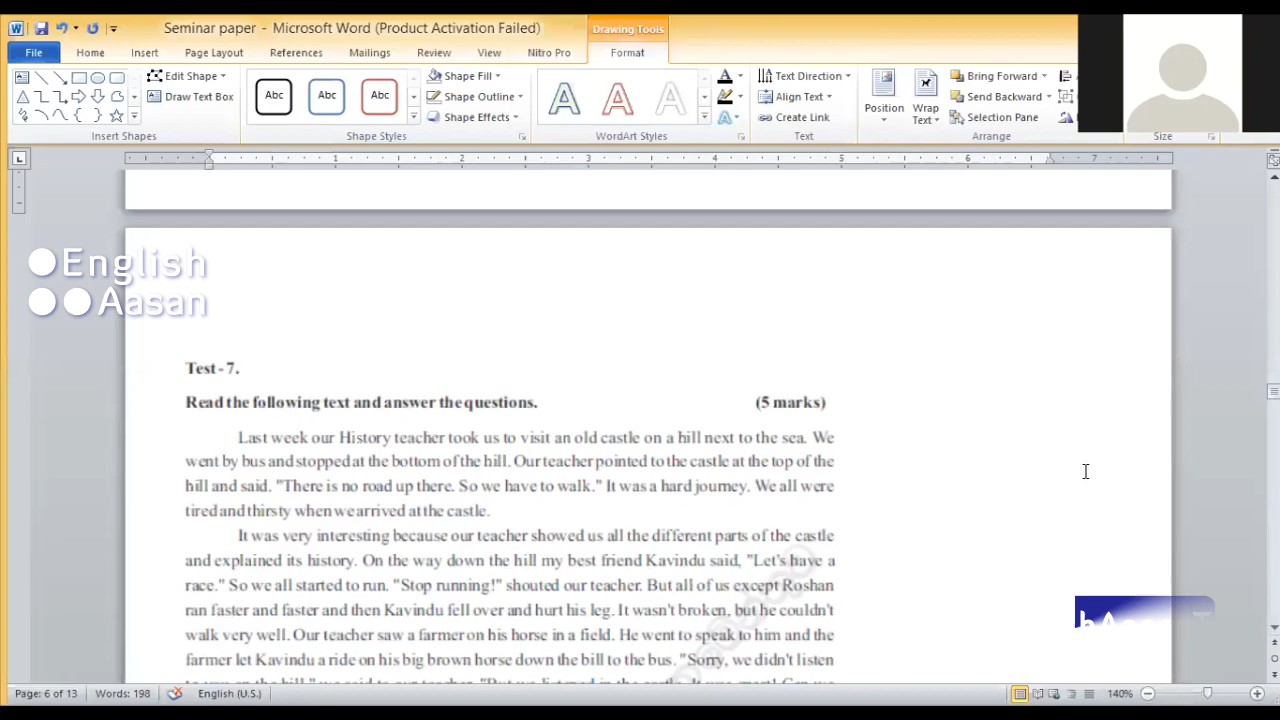 Seminar paper - Microsoft Word (Product Activation Failed)
Drawing Tools
File Home Insert Page Layout References Mailings Review View Nitro Pro Format
Edit Shape
Draw Text Box
Insert Shapes
Abc Abc Abc
Shape Fill
Shape Outline
Shape Effects
Shape Styles
A A A
WordArt Styles
Text Direction
Align Text
Create Link
Text
Position
Wrap Text
Bring Forward
Send Backward
Selection Pane
Arrange
Size
1 2 3 4 5 6 7
English
Aasan
Test - 7.
Read the following text and answer the questions. (5 marks)
Last week our History teacher took us to visit an old castle on a hill next to the sea. We
went by bus and stopped at the bottom of the hill. Our teacher pointed to the castle at the top of the
hill and said. "There is no road up there. So we have to walk." It was a hard journey. We all were
tired and thirsty when we arrived at the castle.
It was very interesting because our teacher showed us all the different parts of the castle
and explained its history. On the way down the hill my best friend Kavindu said, "Let's have a
race." So we all started to run. "Stop running!" shouted our teacher. But all of us except Roshan
ran faster and faster and then Kavindu fell over and hurt his leg. It wasn't broken, but he couldn't
walk very well. Our teacher saw a farmer on his horse in a field. He went to speak to him and the
farmer let Kavindu a ride on his big brown horse down the bill to the bus. "Sorry, we didn't listen
Page: 6 of 13 Words: 198 English (U.S.) 140%